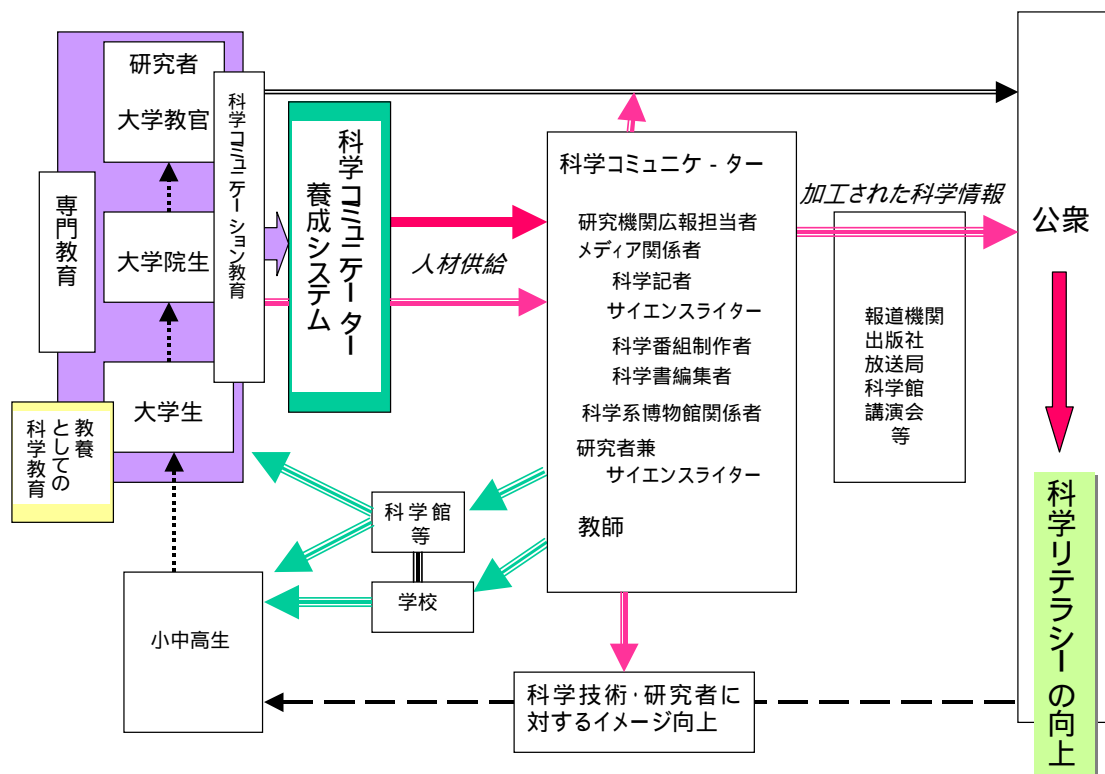 研究者
大学教官
大学院生
大学生
専門教育
教養
としての
科学教育
科学コミュニケーション教育
科学コミュニケーター
養成システム
人材供給
科学コミュニケ - ター
研究機関広報担当者
メディア関係者
科学記者
サイエンスライター
科学番組制作者
科学書編集者
科学系博物館関係者
研究者兼
サイエンスライター
教師
加工された科学情報
報道機関
出版社
放送局
科学館
講演会
等
公衆
科学リテラシーの向上
科学館
等
学校
小中高生
科学技術・研究者に
対するイメージ向上